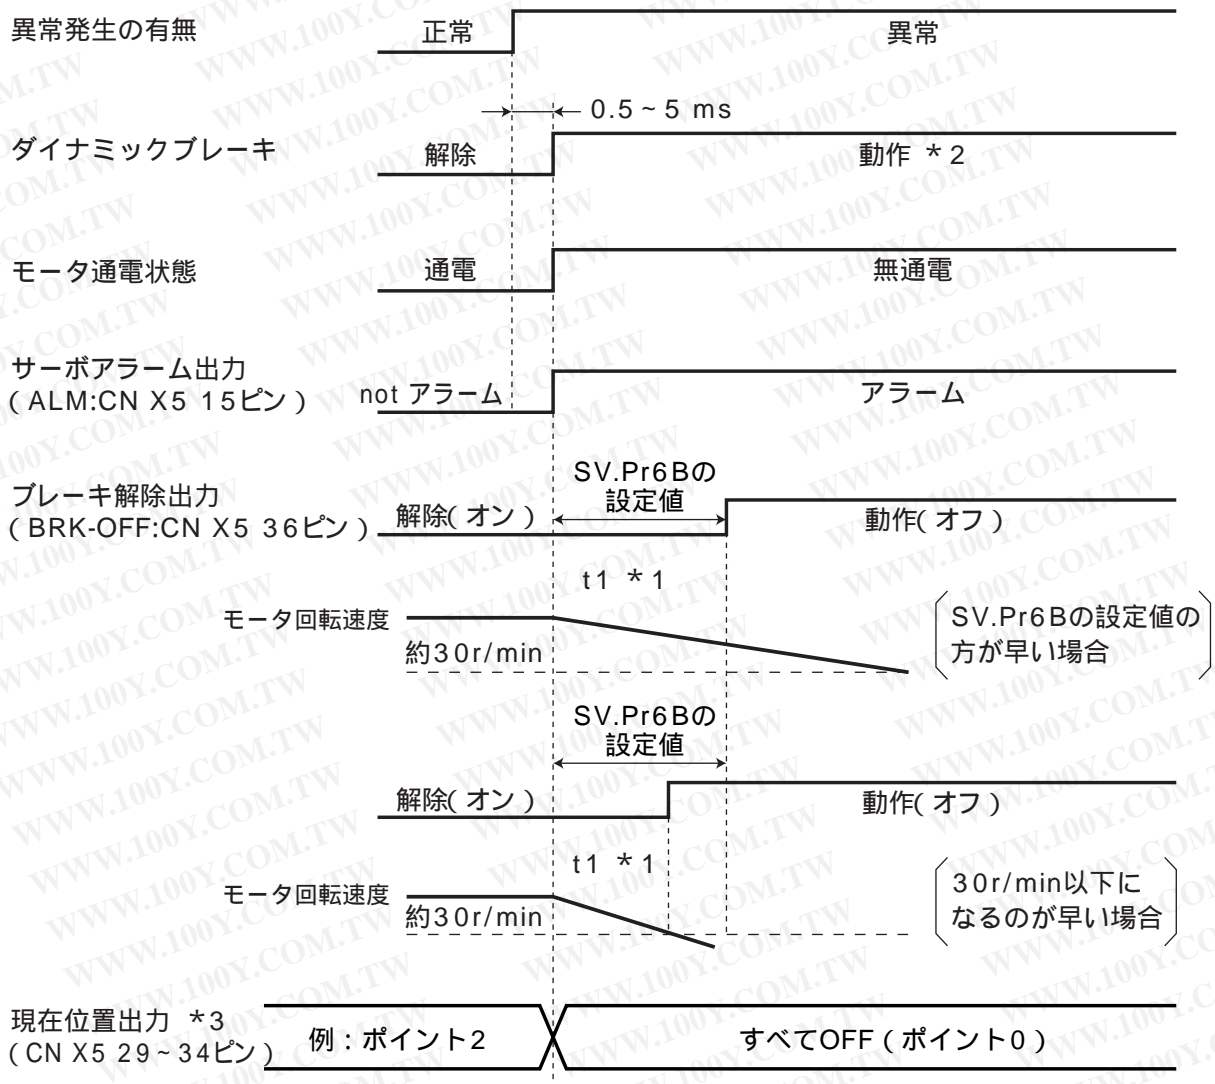 異常発生の有無
正常
異常
0.5~5 ms
ダイナミックブレーキ
解除
動作 *2
モータ通電状態
通電
無通電
サーボアラーム出力
(ALM:CN X5 15ピン)
not アラーム
アラーム
ブレーキ解除出力
(BRK-OFF:CN X5 36ピン)
解除(オン)
SV.Pr6Bの
設定値
動作(オフ)
t1 *1
モータ回転速度
約30r/min
SV.Pr6Bの設定値の
方が早い場合
SV.Pr6Bの
設定値
解除(オン)
動作(オフ)
t1 *1
モータ回転速度
約30r/min
30r/min以下に
なるのが早い場合
現在位置出力 *3
(CN X5 29~34ピン)
例:ポイント2
すべてOFF(ポイント0)
WWW.100Y.COM.TW